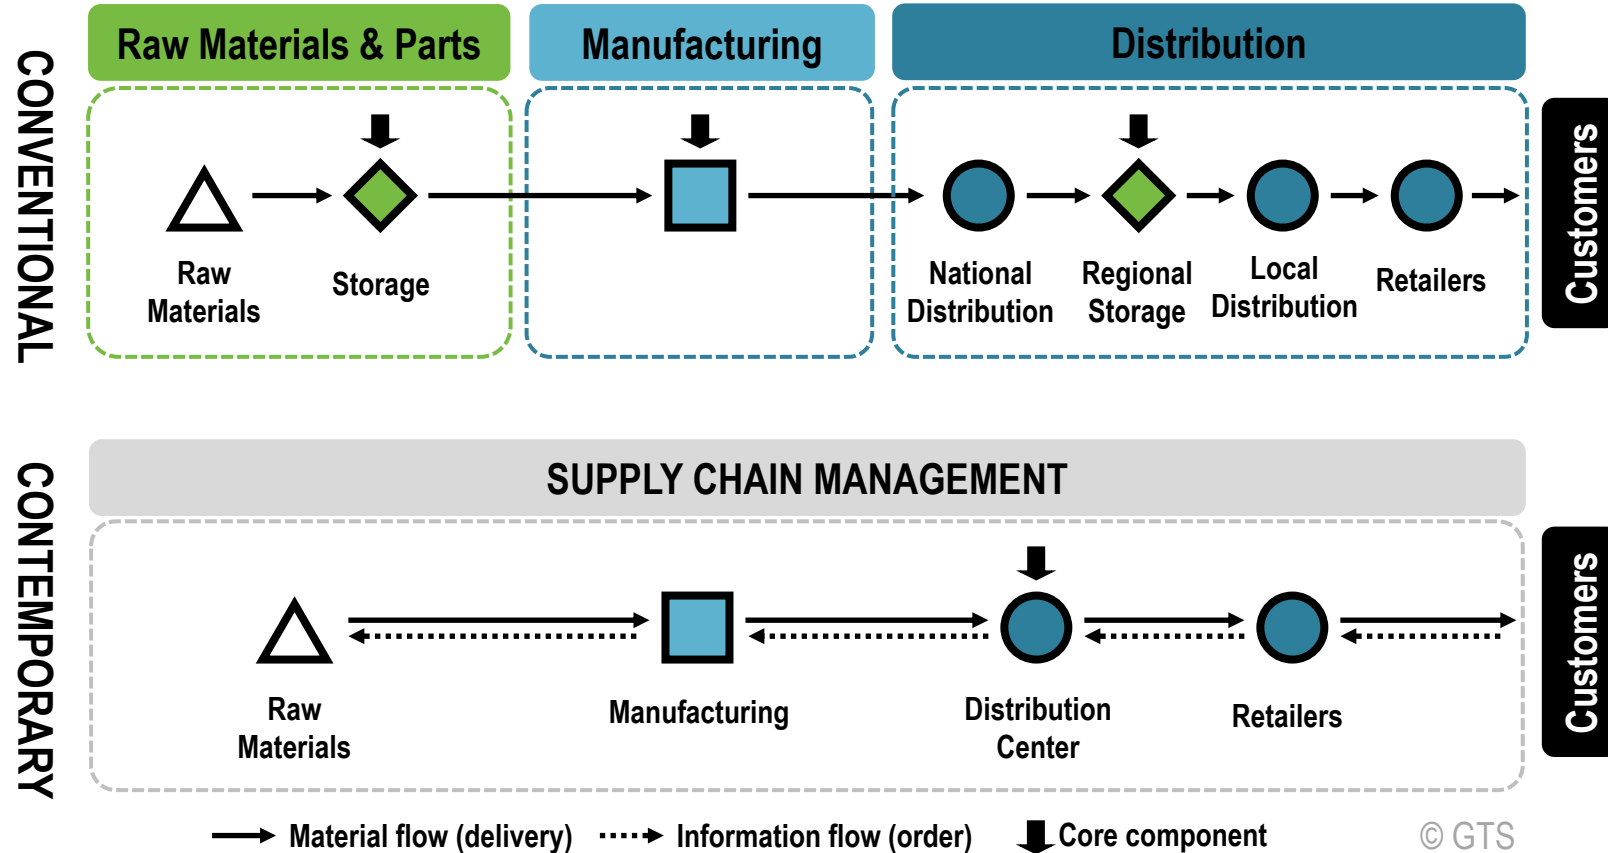 CONVENTIONAL
Raw Materials & Parts
Manufacturing
Distribution
Raw
Materials
Storage
National
Distribution
Regional
Storage
Local
Distribution
Retailers
Customers
CONTEMPORARY
SUPPLY CHAIN MANAGEMENT
Raw
Materials
Manufacturing
Distribution
Center
Retailers
Customers
Material flow (delivery)
Information flow (order)
Core component
© GTS